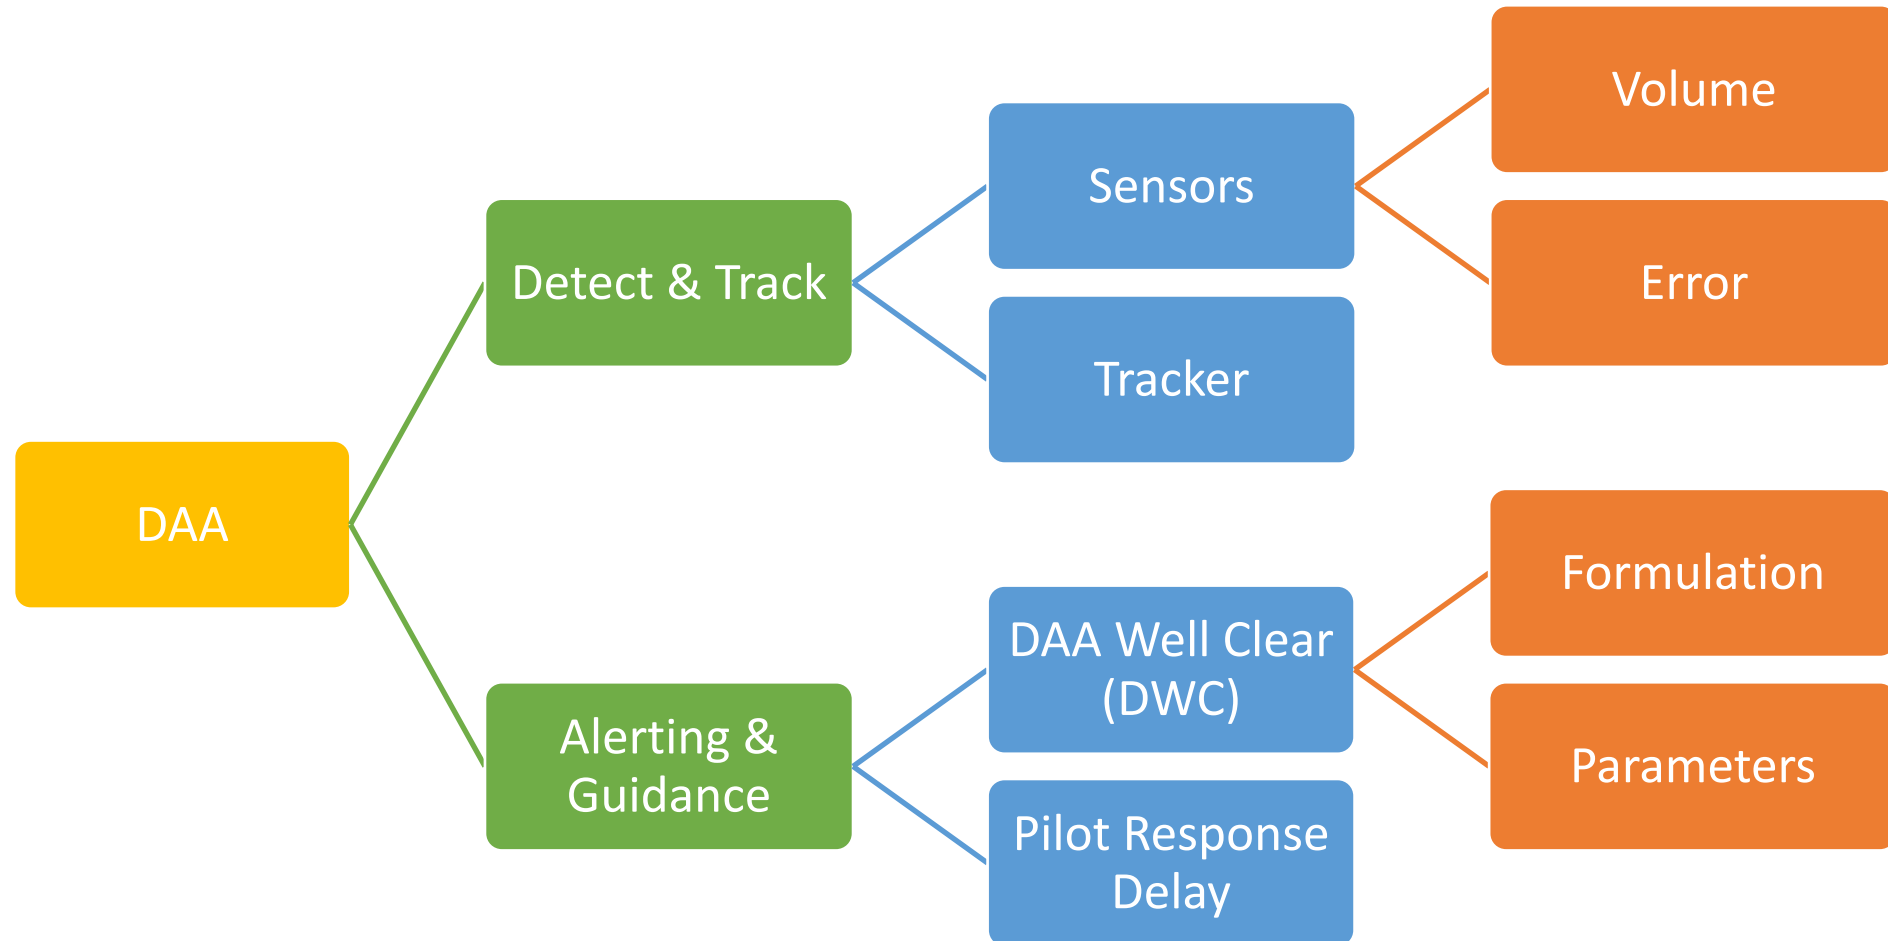 DAA
Detect & Track
Sensors
Volume
Error
Tracker
Alerting &
Guidance
DAA Well Clear
(DWC)
Formulation
Parameters
Pilot Response
Delay